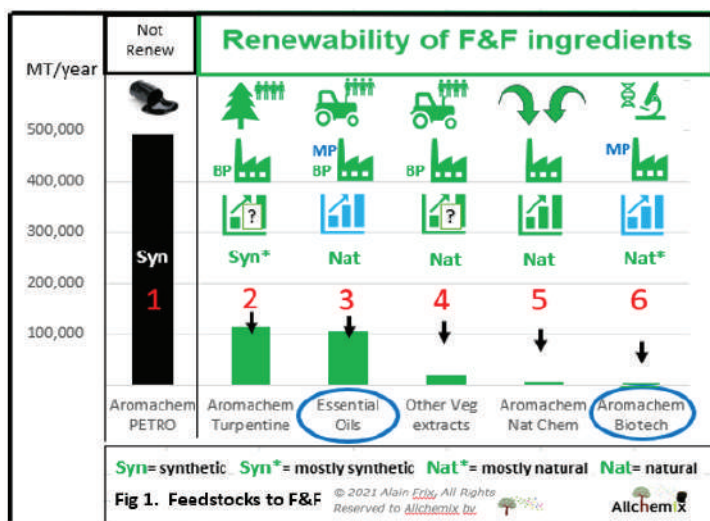 Not
Renew
Renewability of F&F ingredients
MT/year
500,000
400,000
300,000
200,000
100,000
BP
MP
BP
BP
MP
?
?
Syn
Syn*
Nat
Nat
Nat
Nat*
1
2
3
4
5
6
Aromachem
PETRO
Aromachem
Turpentine
Essential
Oils
Other Veg
extracts
Aromachem
Nat Chem
Aromachem
Biotech
Syn= synthetic Syn*= mostly synthetic Nat*= mostly natural Nat= natural
Fig 1. Feedstocks to F&F
© 2021 Alain Frix, All Rights
Reserved to Allchemix bv
Allchemix